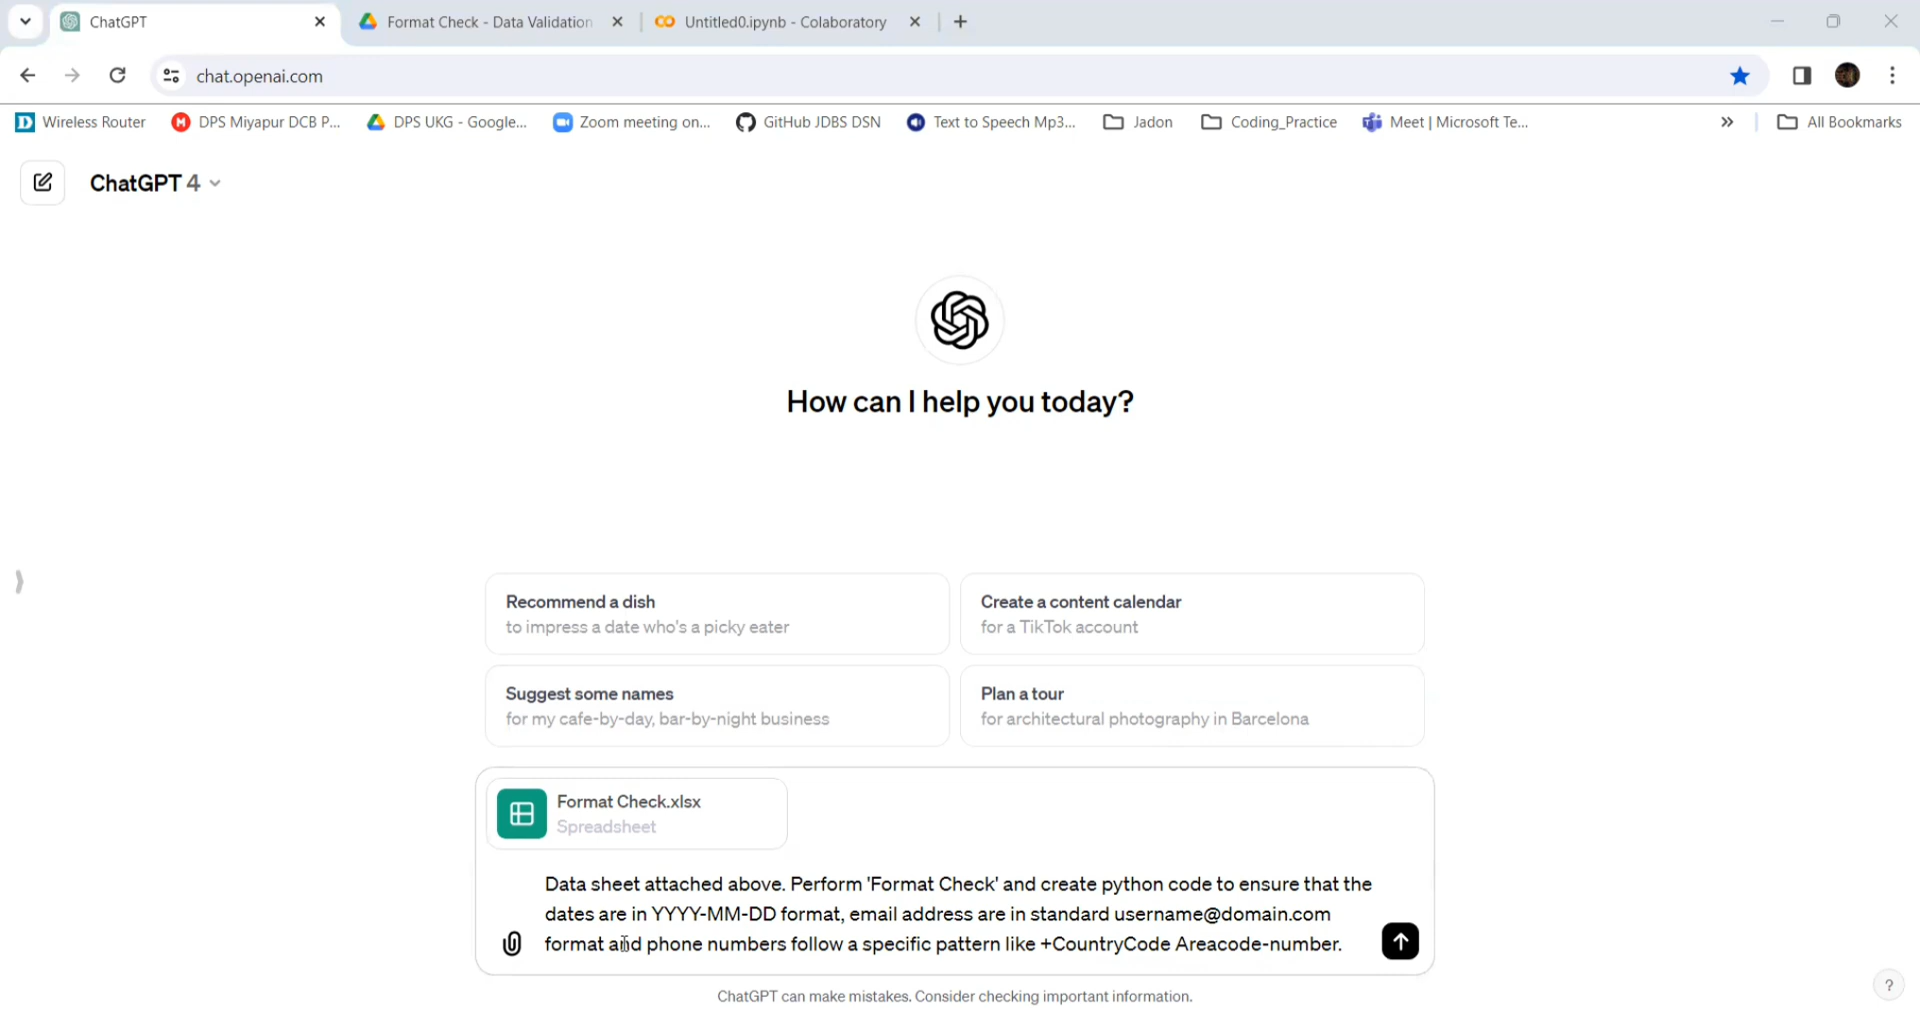 ChatGPT
Format Check - Data Validation
Untitled0.ipynb - Colaboratory
chat.openai.com
Wireless Router
DPS Miyapur DCB P...
DPS UKG - Google...
Zoom meeting on...
GitHub JDBS DSN
Text to Speech Mp3...
Jadon
Coding_Practice
Meet | Microsoft Te...
All Bookmarks
ChatGPT 4
How can I help you today?
Recommend a dish
to impress a date who's a picky eater
Create a content calendar
for a TikTok account
Suggest some names
for my cafe-by-day, bar-by-night business
Plan a tour
for architectural photography in Barcelona
Format Check.xlsx
Spreadsheet
Data sheet attached above. Perform 'Format Check' and create python code to ensure that the
dates are in YYYY-MM-DD format, email address are in standard username@domain.com
format and phone numbers follow a specific pattern like +CountryCode Areacode-number.
ChatGPT can make mistakes. Consider checking important information.
?